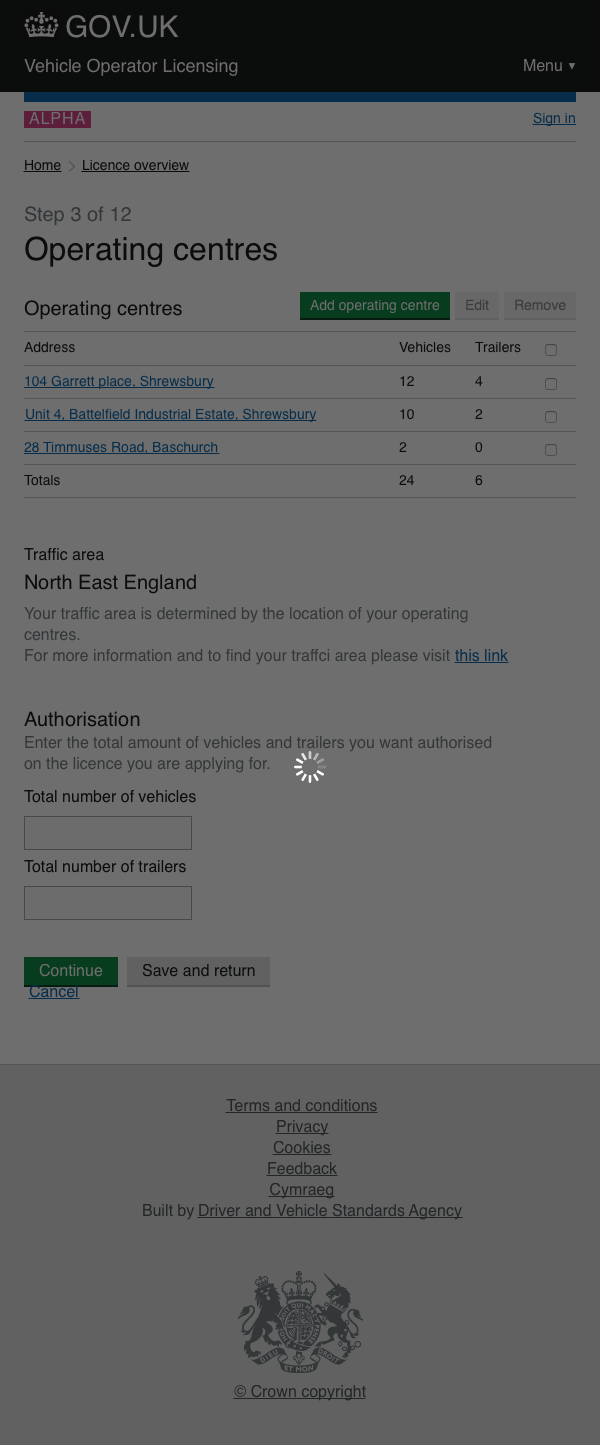 GOV.UK
Vehicle Operator Licensing
Menu ▼
ALPHA
Sign in
Home
Licence overview
Step 3 of 12
Operating centres
Operating centres
Add operating centre
Edit
Remove
Address Vehicles Trailers
104 Garrett place, Shrewsbury 12 4
Unit 4, Battelfield Industrial Estate, Shrewsbury 10 2
28 Timmuses Road, Baschurch 2 0
Totals 24 6
Traffic area
North East England
Your traffic area is determined by the location of your operating
centres.
For more information and to find your traffci area please visit this link
Authorisation
Enter the total amount of vehicles and trailers you want authorised
on the licence you are applying for.
Total number of vehicles
Total number of trailers
Continue
Save and return
Cancel
Terms and conditions
Privacy
Cookies
Feedback
Cymraeg
Built by Driver and Vehicle Standards Agency
DIEU ET MON DROIT
© Crown copyright